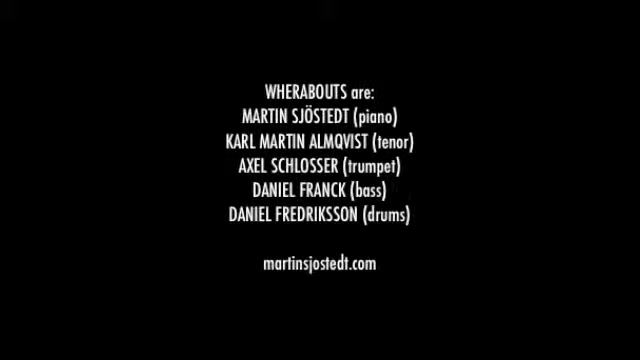 WHERABOUTS are:
MARTIN SJÖSTEDT (piano)
KARL MARTIN ALMQVIST (tenor)
AXEL SCHLOSSER (trumpet)
DANIEL FRANCK (bass)
DANIEL FREDRIKSSON (drums)
martinsjostedt.com